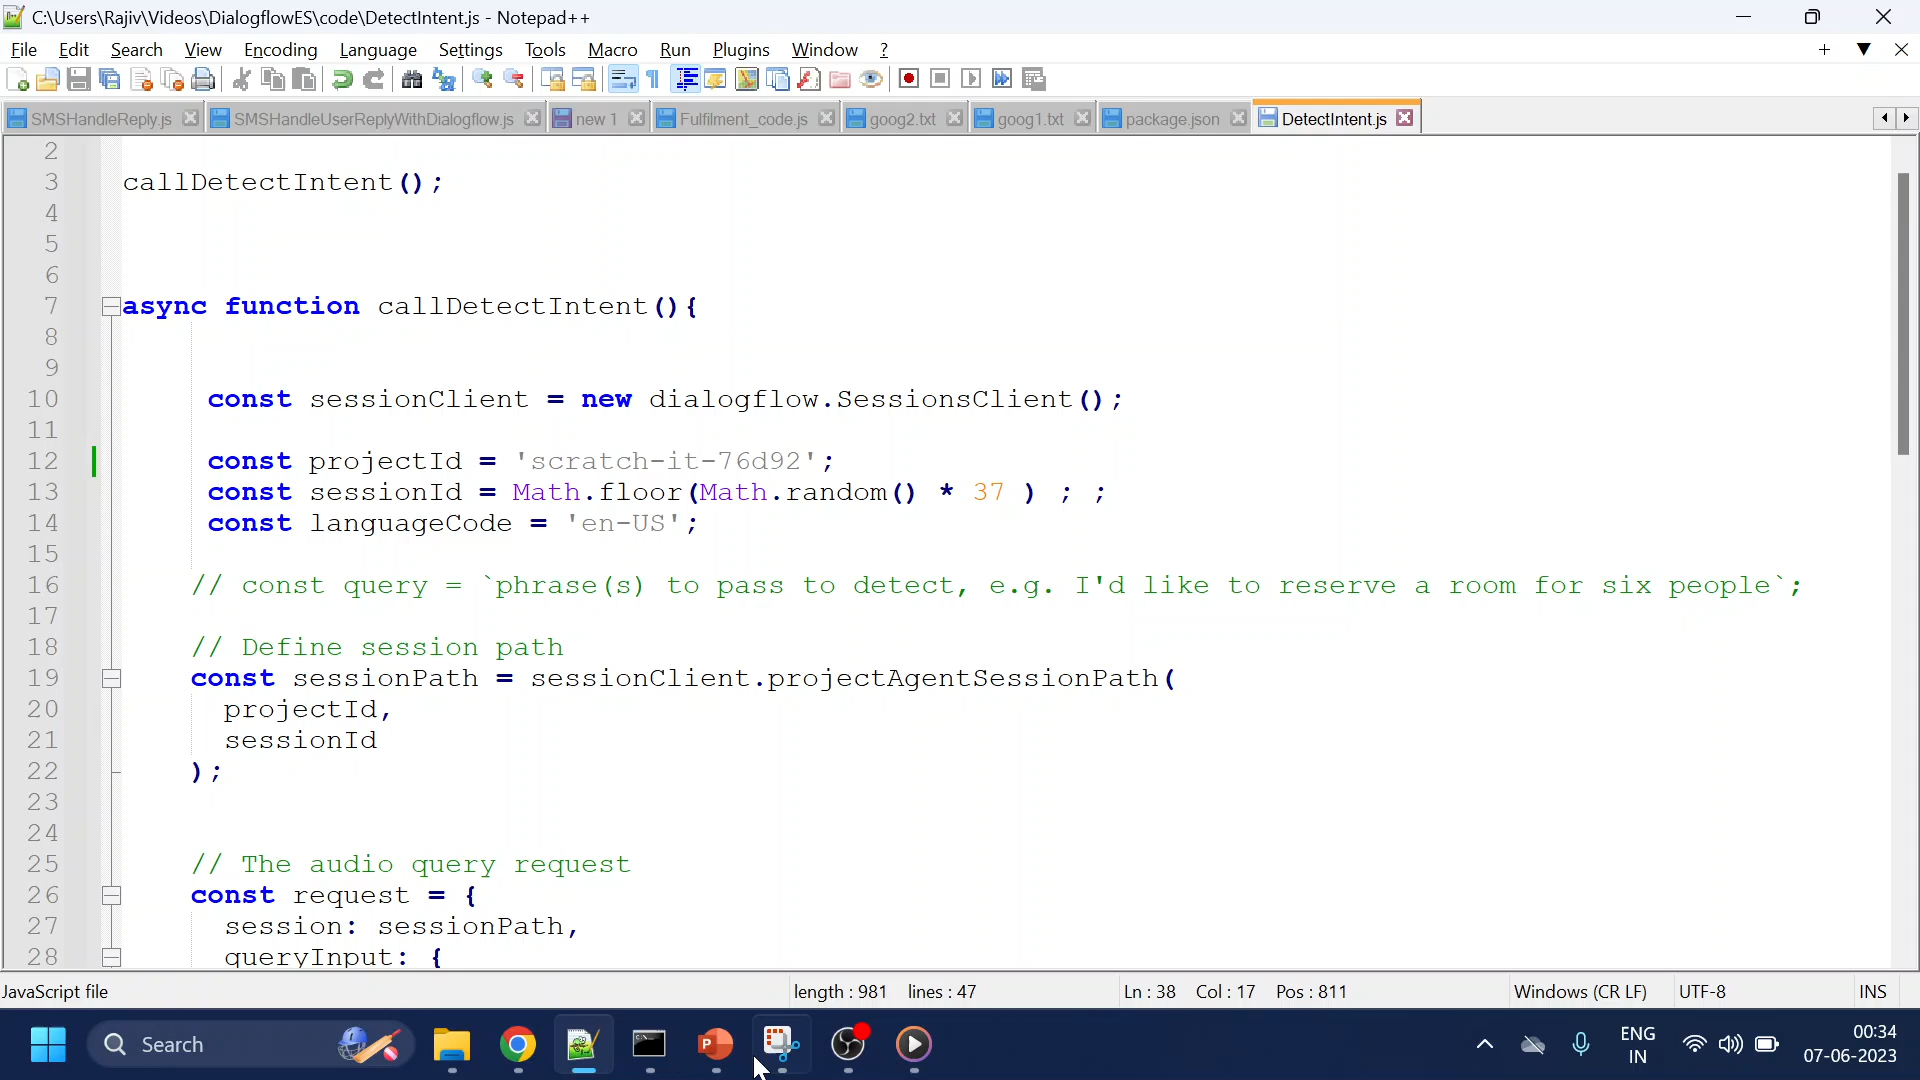 C:\Users\Rajiv\Videos\DialogflowES\code\DetectIntent.js - Notepad++
File Edit Search View Encoding Language Settings Tools Macro Run Plugins Window ?
SMSHandleReply.js SMSHandleUserReplyWithDialogflow.js new 1 Fulfilment_code.js goog2.txt goog1.txt package.json DetectIntent.js
2
3 callDetectIntent();
4
5
6
7 async function callDetectIntent(){
8
9
10 const sessionClient = new dialogflow.SessionsClient();
11
12 const projectId = 'scratch-it-76d92';
13 const sessionId = Math.floor(Math.random() * 37 ) ; ;
14 const languageCode = 'en-US';
15
16 // const query = `phrase(s) to pass to detect, e.g. I'd like to reserve a room for six people`;
17
18 // Define session path
19 const sessionPath = sessionClient.projectAgentSessionPath(
20 projectId,
21 sessionId
22 );
23
24
25 // The audio query request
26 const request = {
27 session: sessionPath,
28 queryInput: {
JavaScript file length : 981 lines : 47 Ln : 38 Col : 17 Pos : 811 Windows (CR LF) UTF-8 INS
Search ENG 00:34
IN 07-06-2023